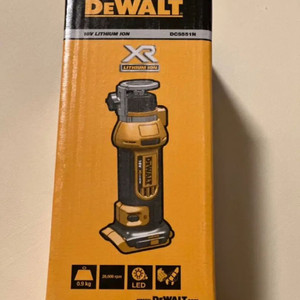 DEWALT
18V LITHIUM ION DCS551N
XR
LITHIUM ION
DEWALT
0.9 kg
26,000 rpm
LED
DEWALT